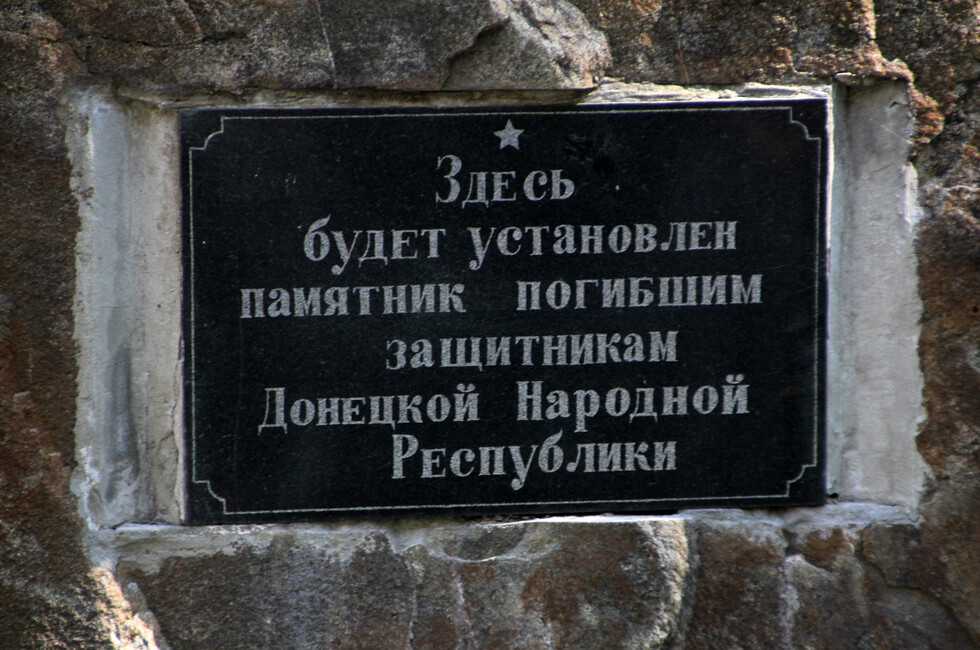 Здесь
будет установлен
памятник погибшим
защитникам
Донецкой Народной
Республики